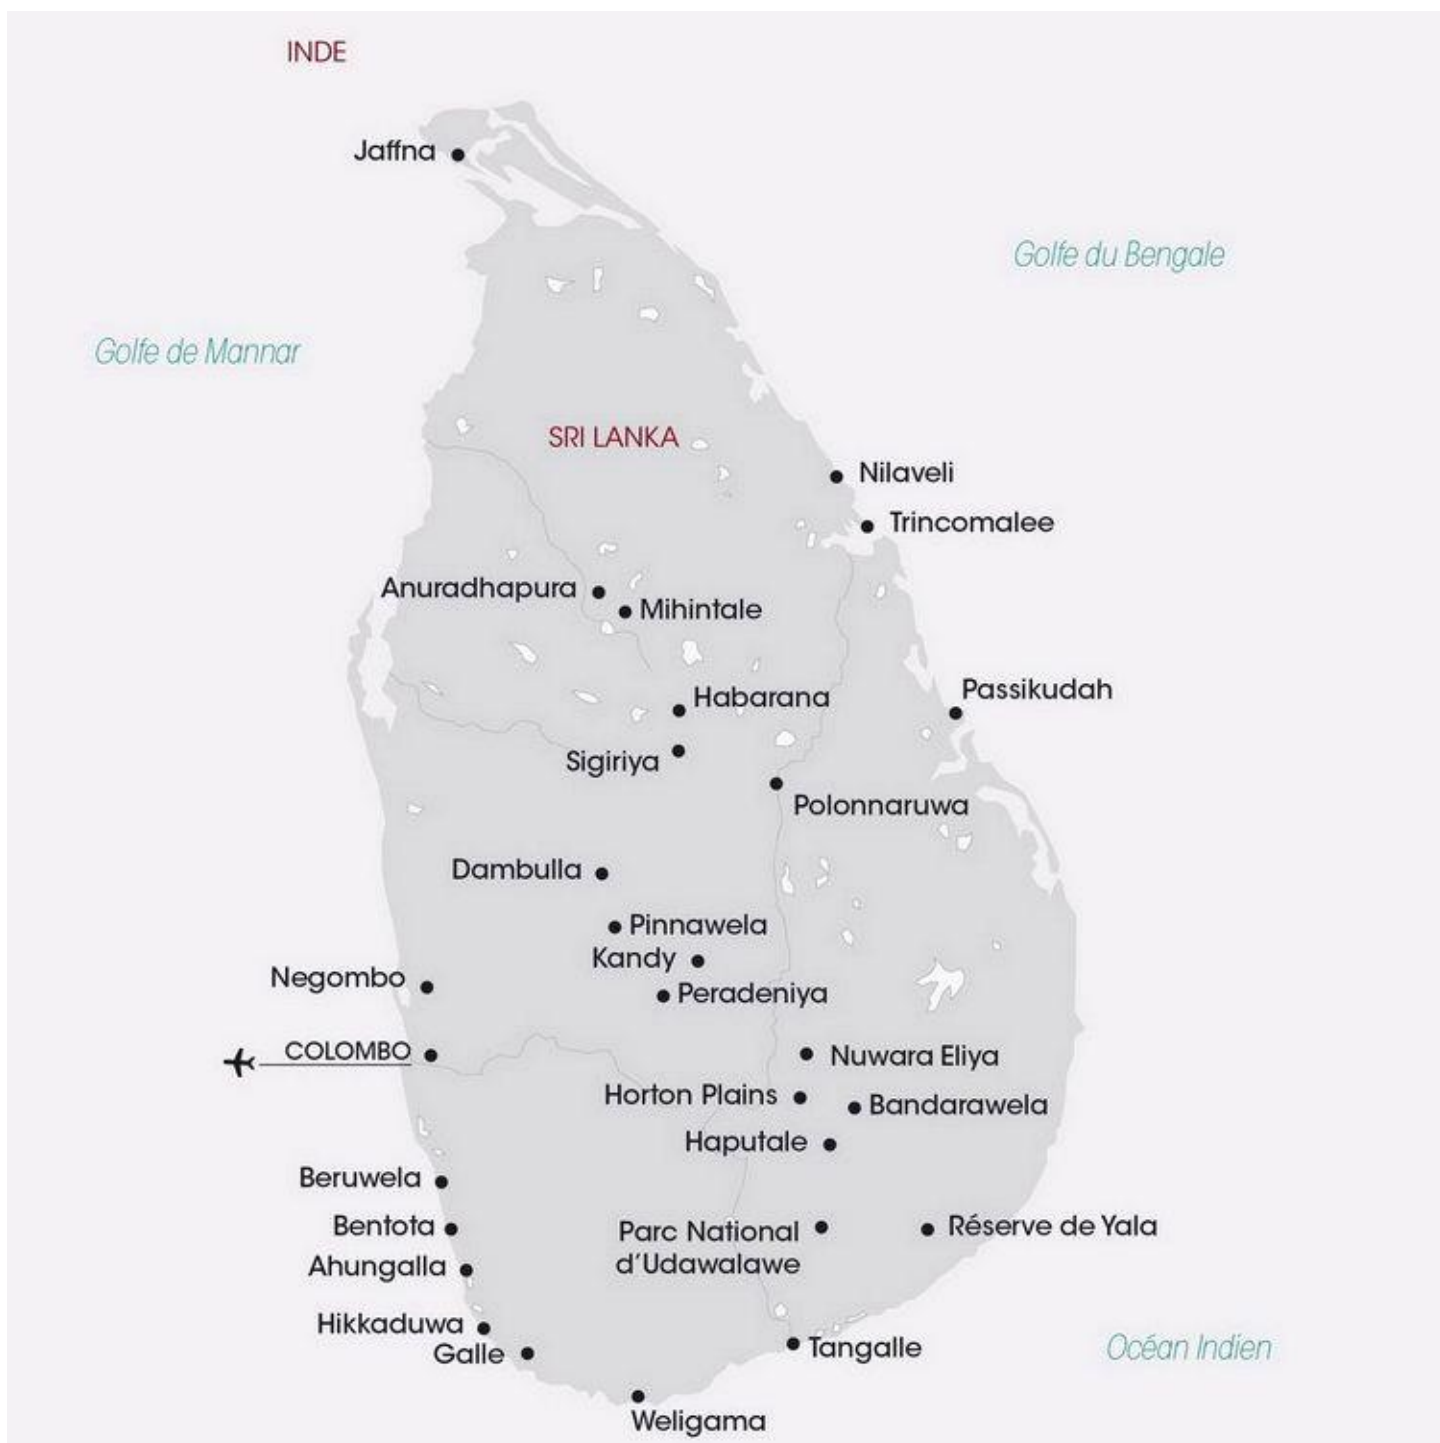 INDE
Jaffna
Golfe du Bengale
Golfe de Mannar
SRI LANKA
Nilaveli
Trincomalee
Anuradhapura
Mihintale
Passikudah
Habarana
Sigiriya
Polonnaruwa
Dambulla
Pinnawela
Kandy
Negombo
Peradeniya
COLOMBO
Nuwara Eliya
Horton Plains
Bandarawela
Haputale
Beruwela
Bentota
Parc National
d'Udawalawe
Réserve de Yala
Ahungalla
Hikkaduwa
Galle
Tangalle
Océan Indien
Weligama